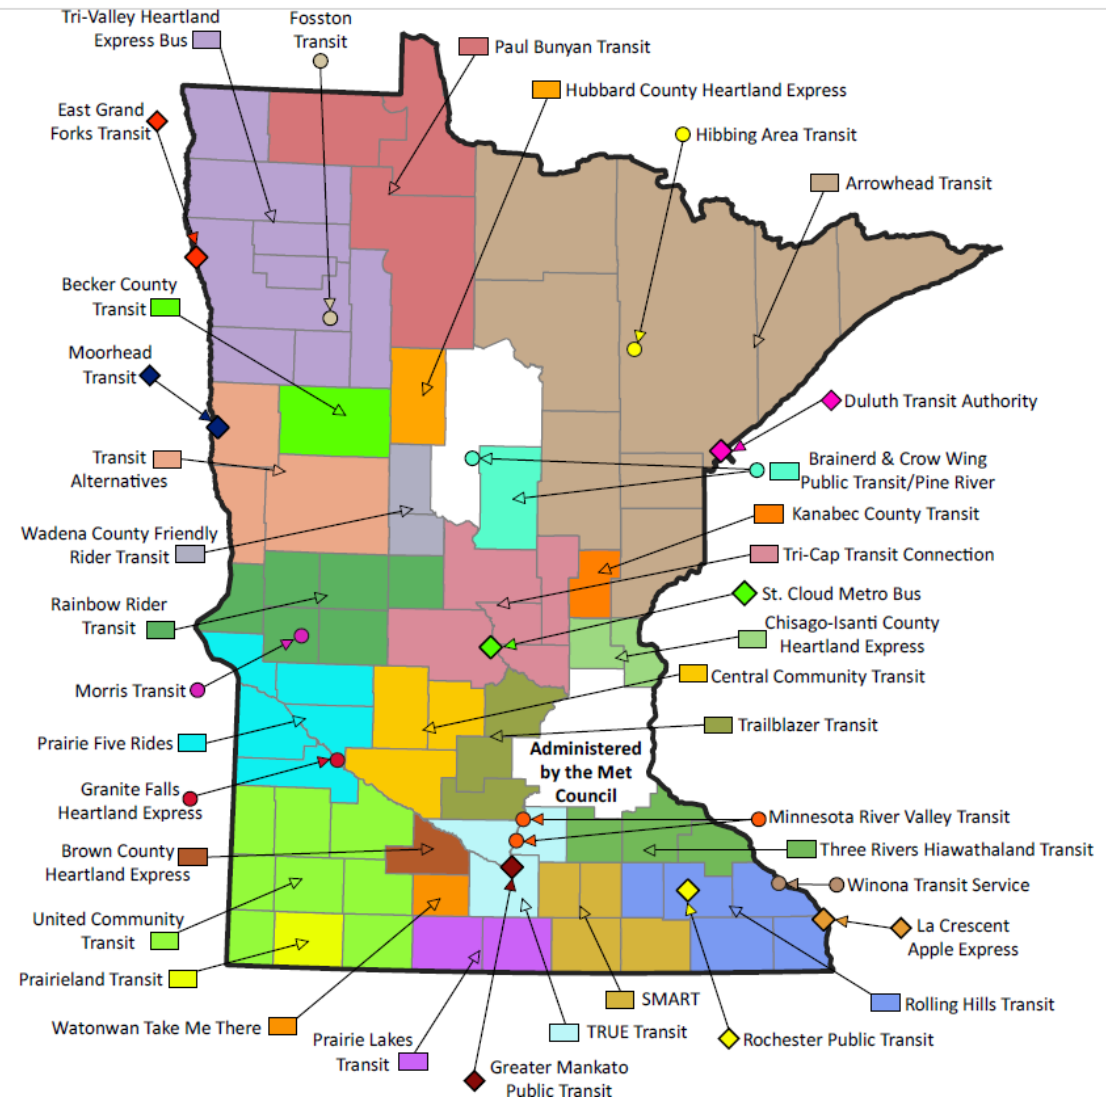 Tri-Valley Heartland
Express Bus
Fosston
Transit
Paul Bunyan Transit
Hubbard County Heartland Express
East Grand
Forks Transit
Hibbing Area Transit
Arrowhead Transit
Becker County
Transit
Moorhead
Transit
Duluth Transit Authority
Transit
Alternatives
Brainerd & Crow Wing
Public Transit/Pine River
Kanabec County Transit
Wadena County Friendly
Rider Transit
Tri-Cap Transit Connection
St. Cloud Metro Bus
Rainbow Rider
Transit
Chisago-Isanti County
Heartland Express
Central Community Transit
Morris Transit
Trailblazer Transit
Prairie Five Rides
Administered
by the Met
Council
Granite Falls
Heartland Express
Minnesota River Valley Transit
Brown County
Heartland Express
Three Rivers Hiawathaland Transit
Winona Transit Service
United Community
Transit
La Crescent
Apple Express
Prairieland Transit
SMART
Rolling Hills Transit
Watonwan Take Me There
TRUE Transit
Prairie Lakes
Transit
Rochester Public Transit
Greater Mankato
Public Transit